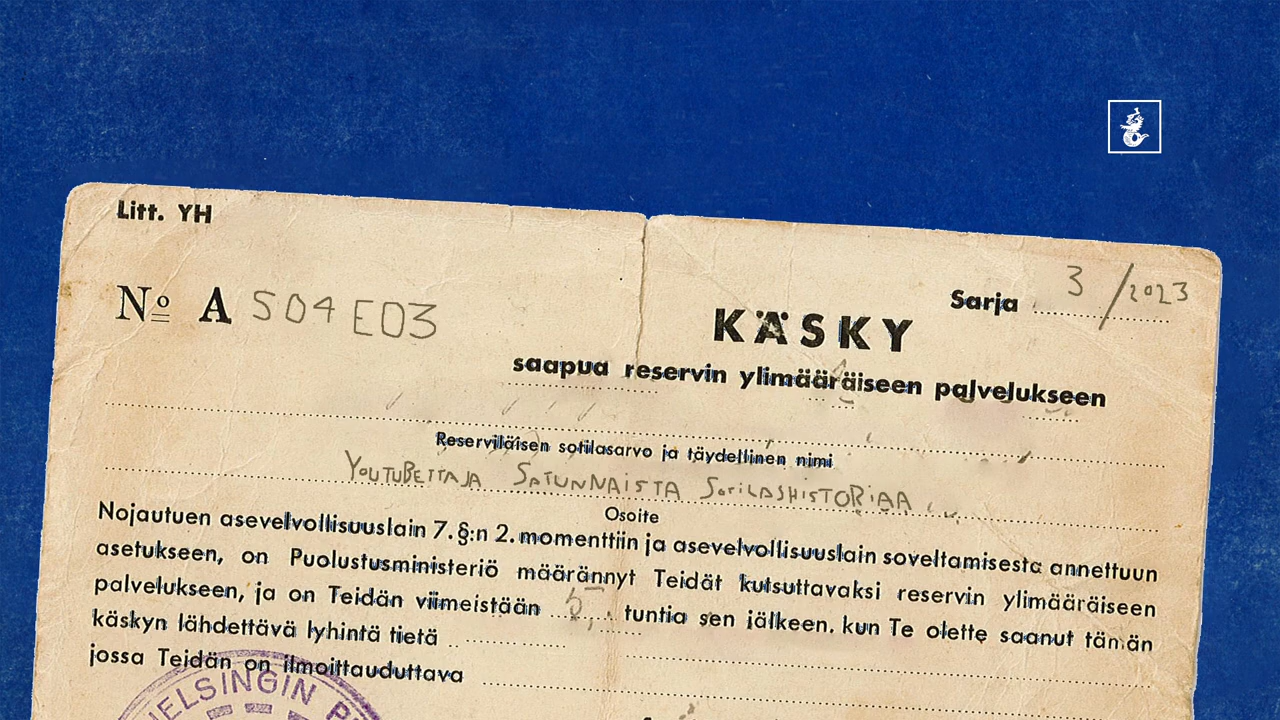 Litt. YH
Nº A S04E03
Sarja 3/2023
KÄSKY
saapua reservin ylimääräiseen palvelukseen
Reserviläisen sotilasarvo ja täydellinen nimi
YOUTUBETTAJA SATUNNAISTA SOTILASHISTORIAA
Osoite
Nojautuen asevelvollisuuslain 7. §:n 2. momenttiin ja asevelvollisuuslain soveltamisesta annettuun
asetukseen, on Puolustusministeriö määrännyt Teidät kutsuttavaksi reservin ylimääräiseen
palvelukseen, ja on Teidän viimeistään 5 tuntia sen jälkeen, kun Te olette saanut tämän
käskyn lähdettävä lyhintä tietä
jossa Teidän on ilmoittauduttava
HELSINGIN